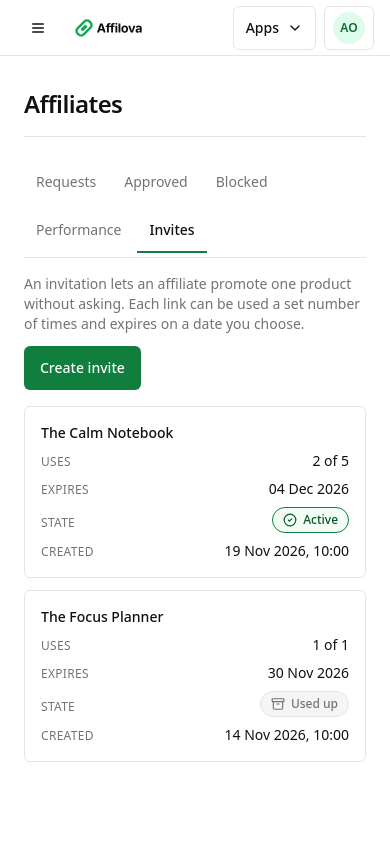 Affilova
Apps
AO
Affiliates
Requests Approved Blocked
Performance Invites
An invitation lets an affiliate promote one product
without asking. Each link can be used a set number
of times and expires on a date you choose.
Create invite
The Calm Notebook
USES 2 of 5
EXPIRES 04 Dec 2026
STATE Active
CREATED 19 Nov 2026, 10:00
The Focus Planner
USES 1 of 1
EXPIRES 30 Nov 2026
STATE Used up
CREATED 14 Nov 2026, 10:00